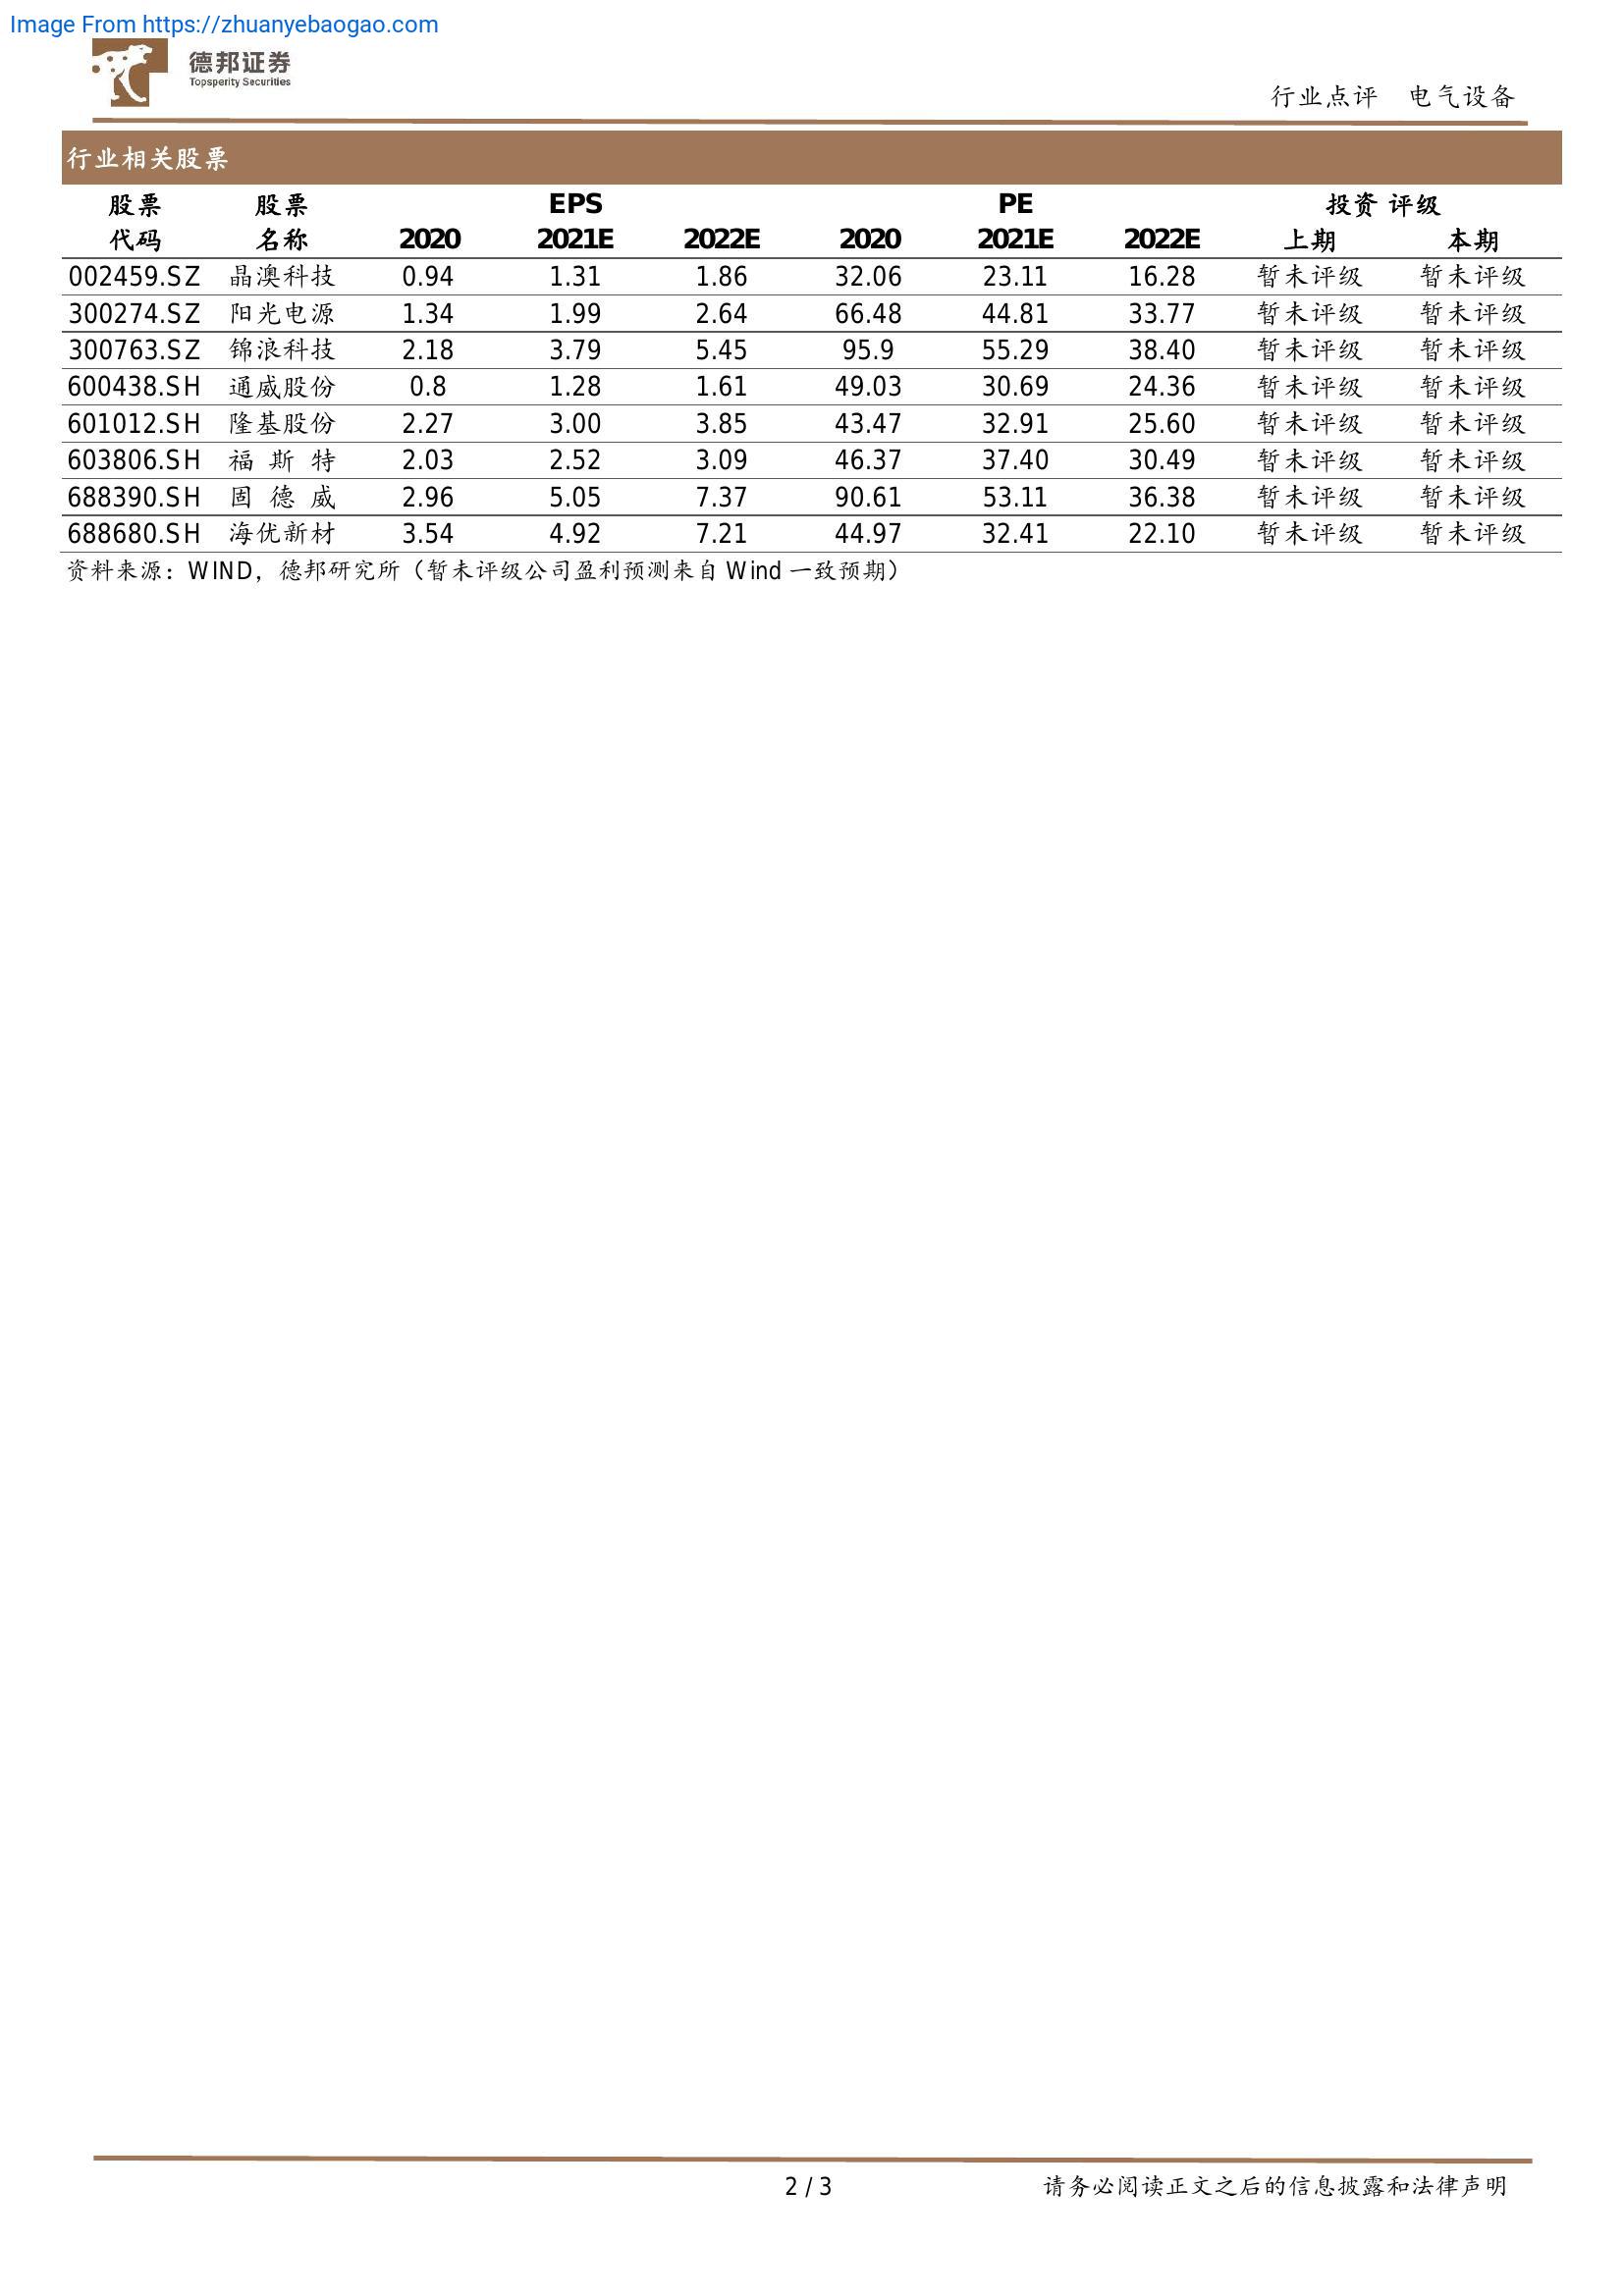 Image From https://zhuanyebaogao.com
德邦证券
Topsperity Securities
行业点评 电气设备
行业相关股票
股票 股票 EPS PE 投资 评级
代码 名称 2020 2021E 2022E 2020 2021E 2022E 上期 本期
002459.SZ 晶澳科技 0.94 1.31 1.86 32.06 23.11 16.28 暂未评级 暂未评级
300274.SZ 阳光电源 1.34 1.99 2.64 66.48 44.81 33.77 暂未评级 暂未评级
300763.SZ 锦浪科技 2.18 3.79 5.45 95.9 55.29 38.40 暂未评级 暂未评级
600438.SH 通威股份 0.8 1.28 1.61 49.03 30.69 24.36 暂未评级 暂未评级
601012.SH 隆基股份 2.27 3.00 3.85 43.47 32.91 25.60 暂未评级 暂未评级
603806.SH 福 斯 特 2.03 2.52 3.09 46.37 37.40 30.49 暂未评级 暂未评级
688390.SH 固 德 威 2.96 5.05 7.37 90.61 53.11 36.38 暂未评级 暂未评级
688680.SH 海优新材 3.54 4.92 7.21 44.97 32.41 22.10 暂未评级 暂未评级
资料来源：WIND，德邦研究所（暂未评级公司盈利预测来自 Wind 一致预期）
2 / 3 请务必阅读正文之后的信息披露和法律声明